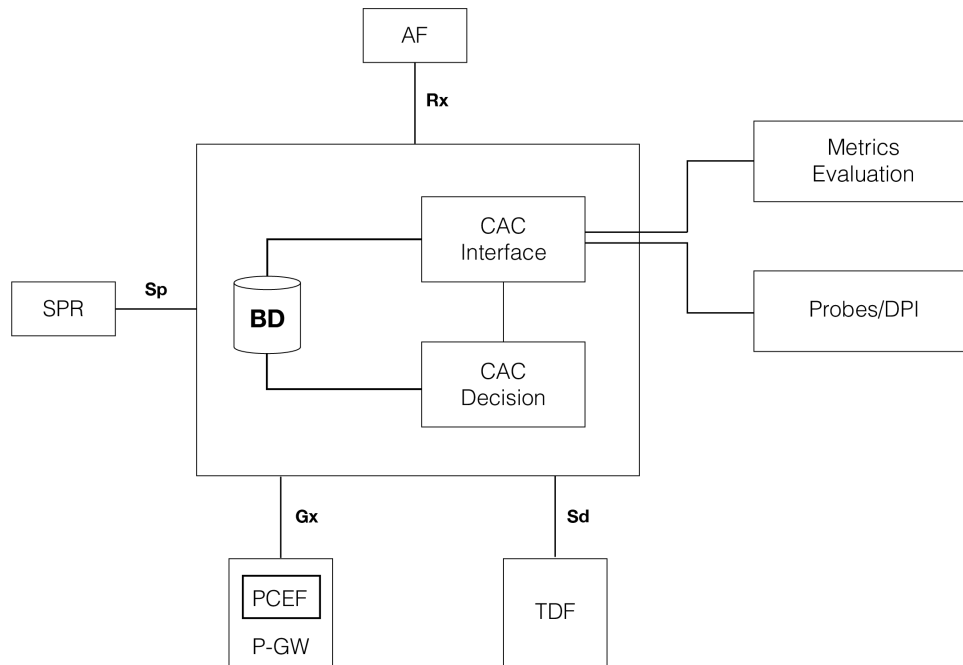 AF
Rx
Metrics
Evaluation
CAC
Interface
Sp
SPR
BD
Probes/DPI
CAC
Decision
Gx
Sd
PCEF
P-GW
TDF